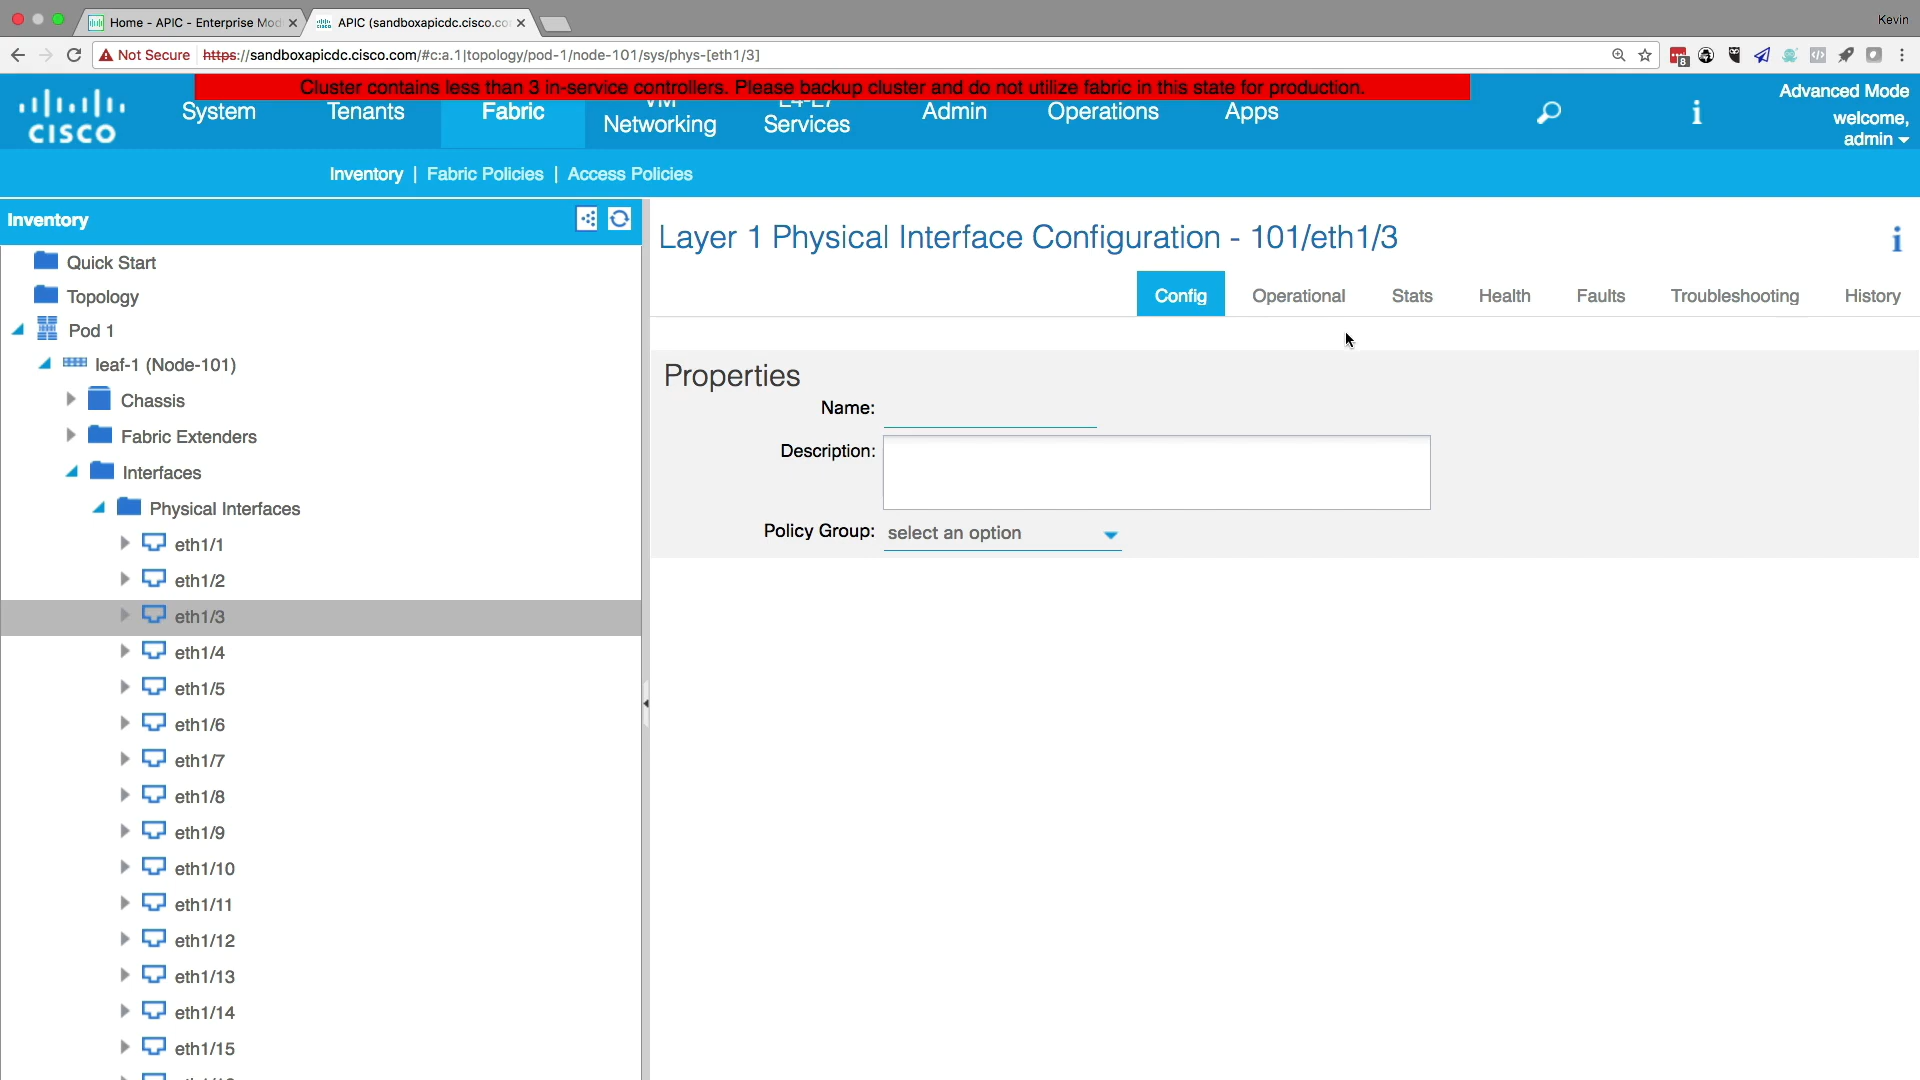 Kevin
Home - APIC - Enterprise Mod
APIC (sandboxapicdc.cisco.co
Not Secure
https://sandboxapicdc.cisco.com/#c:a.1|topology/pod-1/node-101/sys/phys-[eth1/3]
8
Cluster contains less than 3 in-service controllers. Please backup cluster and do not utilize fabric in this state for production.
CISCO
System
Tenants
Fabric
VM Networking
L4-L7 Services
Admin
Operations
Apps
i
Advanced Mode
welcome,
admin
Inventory | Fabric Policies | Access Policies
Inventory
Quick Start
Topology
Pod 1
leaf-1 (Node-101)
Chassis
Fabric Extenders
Interfaces
Physical Interfaces
eth1/1
eth1/2
eth1/3
eth1/4
eth1/5
eth1/6
eth1/7
eth1/8
eth1/9
eth1/10
eth1/11
eth1/12
eth1/13
eth1/14
eth1/15
Layer 1 Physical Interface Configuration - 101/eth1/3
i
Config
Operational
Stats
Health
Faults
Troubleshooting
History
Properties
Name:
Description:
Policy Group: select an option